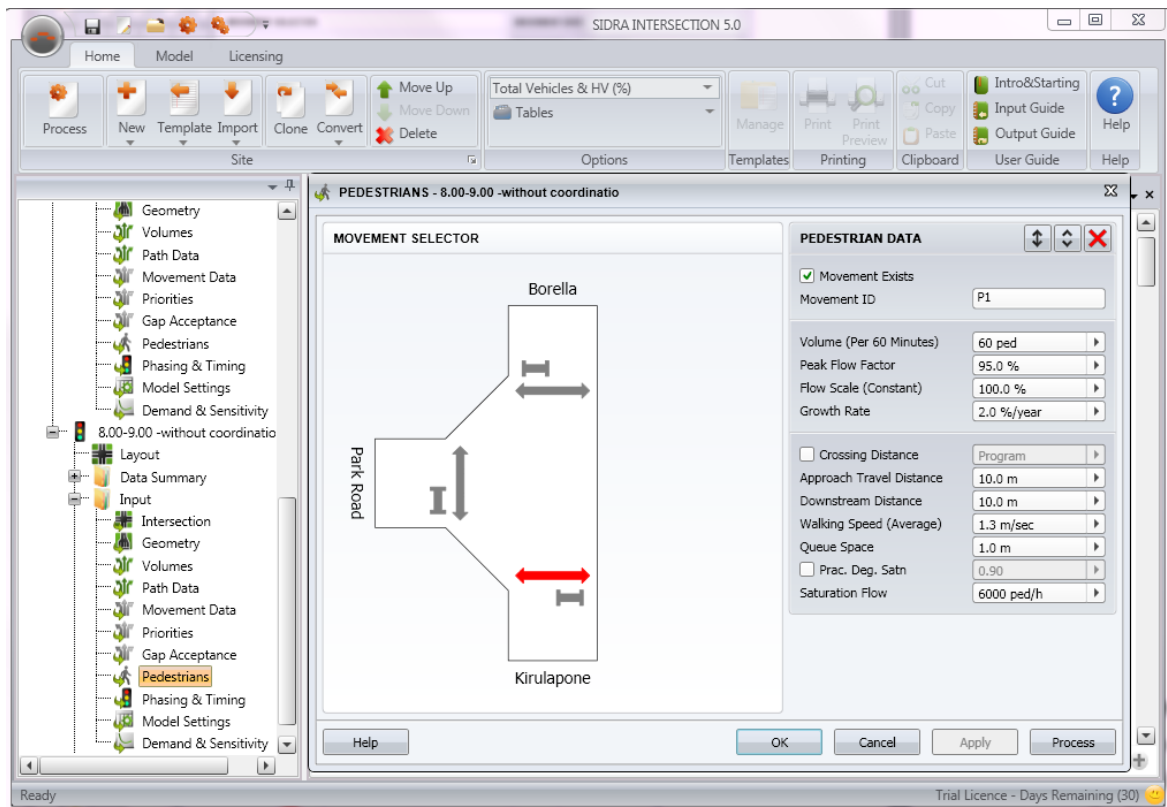 SIDRA INTERSECTION 5.0
Home Model Licensing
Process
New
Template
Import
Clone
Convert
Move Up
Move Down
Delete
Site
Total Vehicles & HV (%)
Tables
Options
Manage
Templates
Print
Print Preview
Printing
Cut
Copy
Paste
Clipboard
Intro&Starting
Input Guide
Output Guide
User Guide
Help
Help
Geometry
Volumes
Path Data
Movement Data
Priorities
Gap Acceptance
Pedestrians
Phasing & Timing
Model Settings
Demand & Sensitivity
8.00-9.00 -without coordinatio
Layout
Data Summary
Input
Intersection
Geometry
Volumes
Path Data
Movement Data
Priorities
Gap Acceptance
Pedestrians
Phasing & Timing
Model Settings
Demand & Sensitivity
PEDESTRIANS - 8.00-9.00 -without coordinatio
MOVEMENT SELECTOR
Borella
Park Road
Kirulapone
PEDESTRIAN DATA
Movement Exists
Movement ID P1
Volume (Per 60 Minutes) 60 ped
Peak Flow Factor 95.0 %
Flow Scale (Constant) 100.0 %
Growth Rate 2.0 %/year
Crossing Distance Program
Approach Travel Distance 10.0 m
Downstream Distance 10.0 m
Walking Speed (Average) 1.3 m/sec
Queue Space 1.0 m
Prac. Deg. Satn 0.90
Saturation Flow 6000 ped/h
Help OK Cancel Apply Process
Ready Trial Licence - Days Remaining (30)